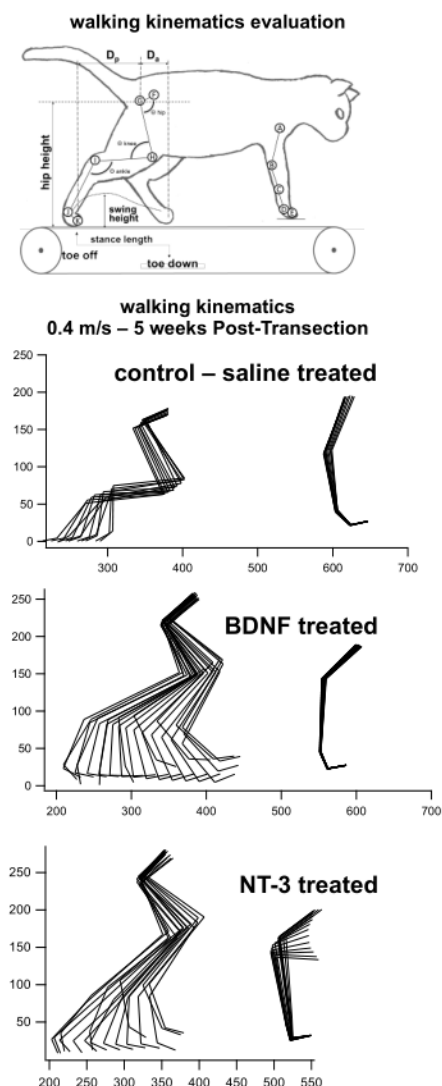 walking kinematics evaluation
Dp Da
F
G
Θ hip
A
hip height
Θ knee
I
H
B
Θ ankle
C
swing
height
J
D
E
K
stance length
toe off
toe down
walking kinematics
0.4 m/s – 5 weeks Post-Transection
250
control – saline treated
200
150
100
50
0
300 400 500 600 700
250
BDNF treated
200
150
100
50
0
200 300 400 500 600 700
250
NT-3 treated
200
150
100
50
200 250 300 350 400 450 500 550